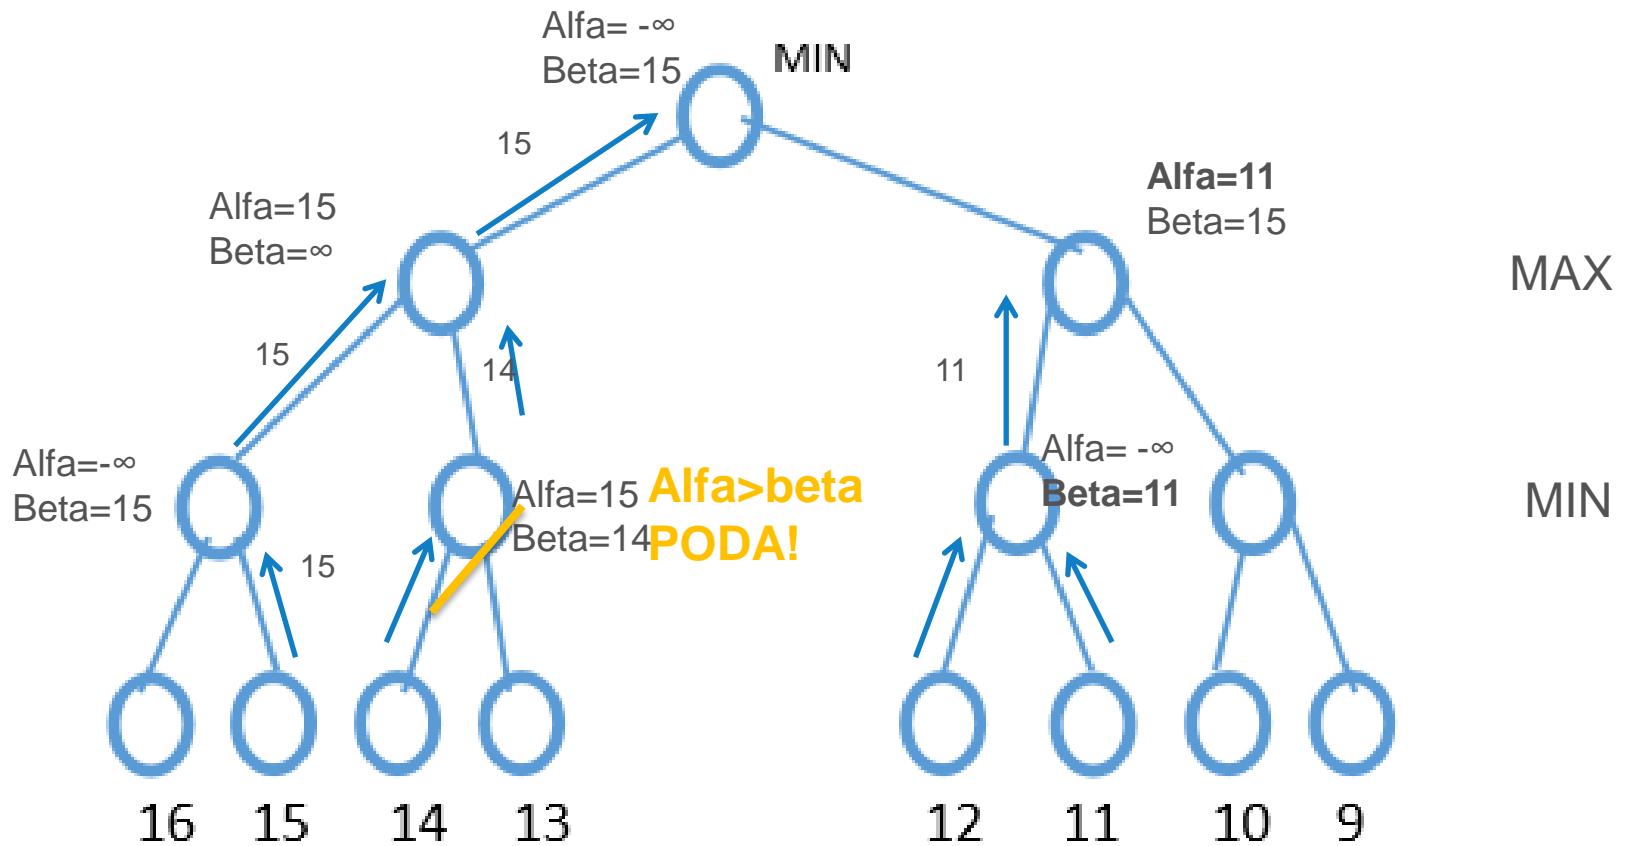 Alfa= -∞
Beta=15
MIN
15
Alfa=11
Beta=15
Alfa=15
Beta=∞
MAX
15
14
11
Alfa=-∞
Beta=15
Alfa=15
Beta=14
Alfa>beta
PODA!
Alfa= -∞
Beta=11
MIN
15
16 15 14 13 12 11 10 9